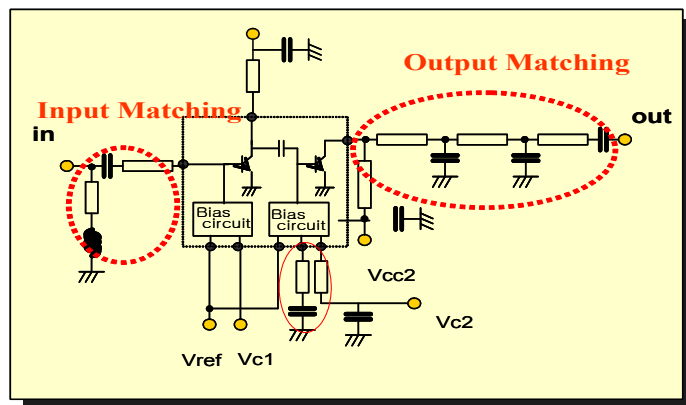 Output Matching
Input Matching
out
in
Bias
circuit
Bias
circuit
Vcc2
Vc2
Vref
Vc1